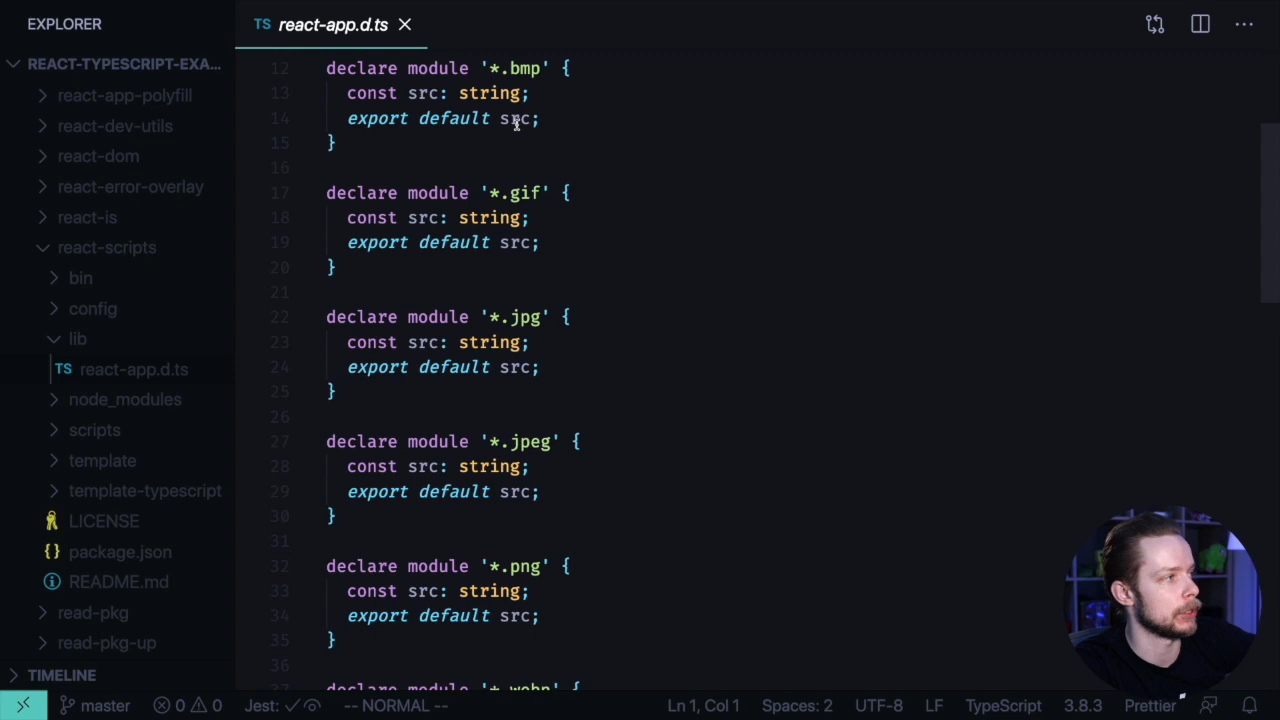 EXPLORER
TS react-app.d.ts
REACT-TYPESCRIPT-EXA...
react-app-polyfill
react-dev-utils
react-dom
react-error-overlay
react-is
react-scripts
bin
config
lib
TS react-app.d.ts
node_modules
scripts
template
template-typescript
LICENSE
{} package.json
README.md
read-pkg
read-pkg-up
TIMELINE
12 declare module '*.bmp' {
13 const src: string;
14 export default src;
15 }
16
17 declare module '*.gif' {
18 const src: string;
19 export default src;
20 }
21
22 declare module '*.jpg' {
23 const src: string;
24 export default src;
25 }
26
27 declare module '*.jpeg' {
28 const src: string;
29 export default src;
30 }
31
32 declare module '*.png' {
33 const src: string;
34 export default src;
35 }
36
37 declare module '*.webp' {
master 0 0 Jest: -- NORMAL -- Ln 1, Col 1 Spaces: 2 UTF-8 LF TypeScript 3.8.3 Prettier